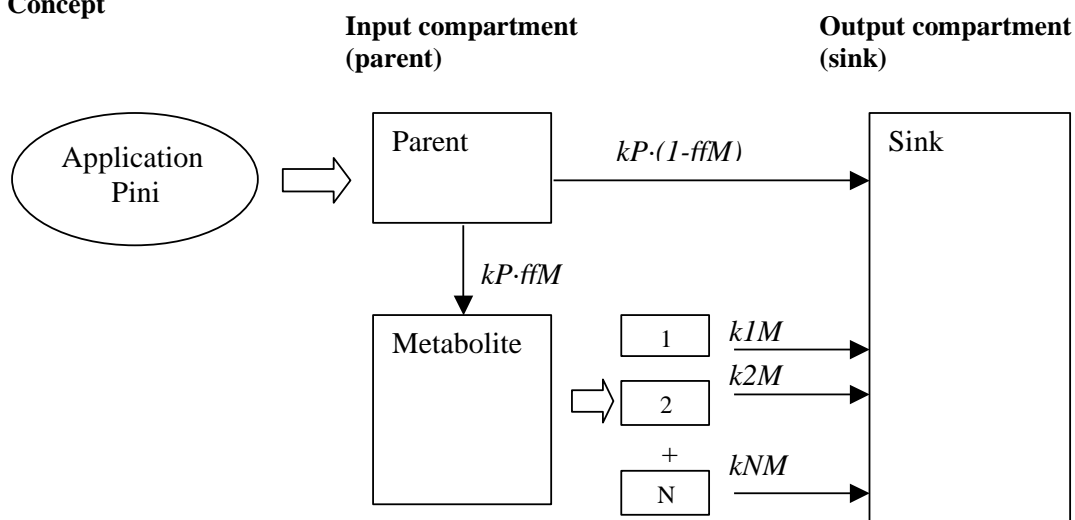 Concept
Input compartment
(parent)
Output compartment
(sink)
Application
Pini
Parent
kP·(1-ffM)
Sink
kP·ffM
Metabolite
1
k1M
2
k2M
+
N
kNM